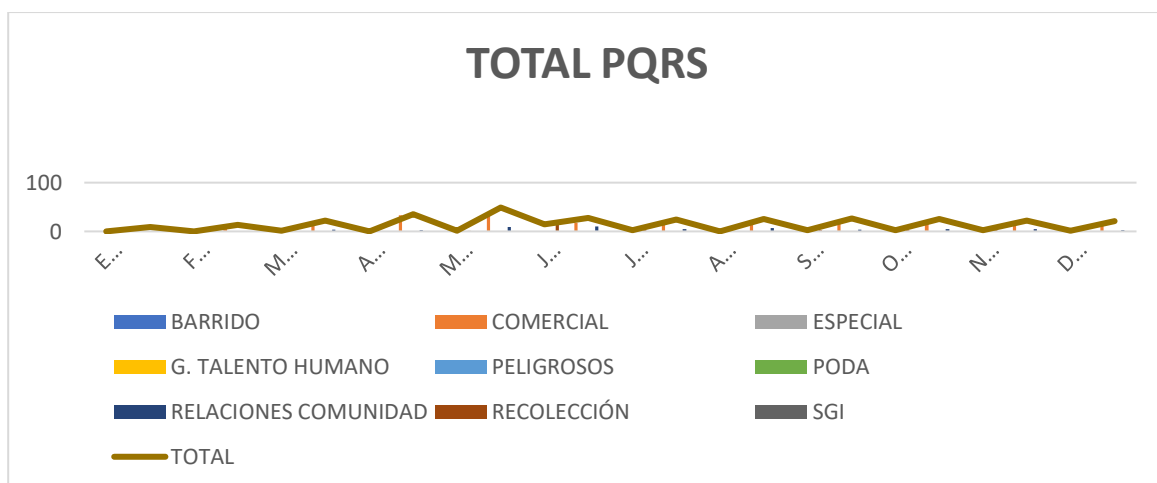 TOTAL PQRS
100
0
E... F... M... A... M... J... J... A... S... O... N... D...
BARRIDO COMERCIAL ESPECIAL
G. TALENTO HUMANO PELIGROSOS PODA
RELACIONES COMUNIDAD RECOLECCIÓN SGI
TOTAL